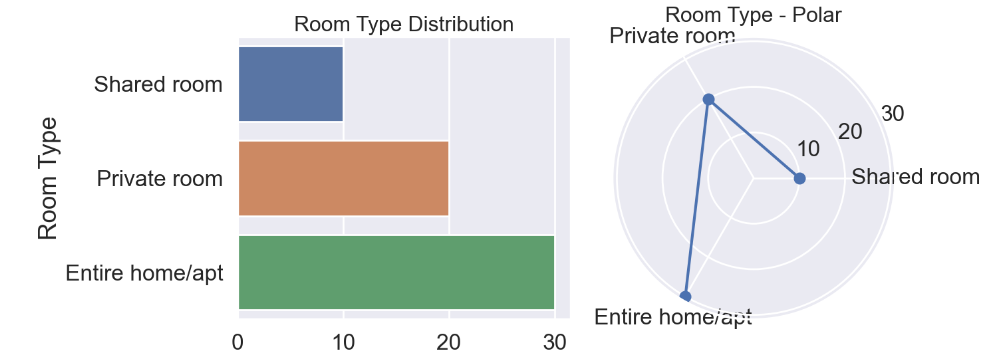 Room Type Distribution
Room Type
Shared room
Private room
Entire home/apt
0 10 20 30
Room Type - Polar
Private room
30
20
10
Shared room
Entire home/apt